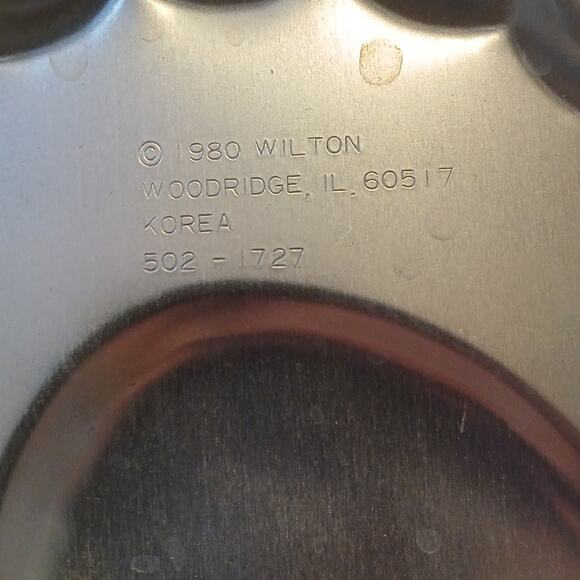 © 1980 WILTON
WOODRIDGE, IL, 60517
KOREA
502 - 1727